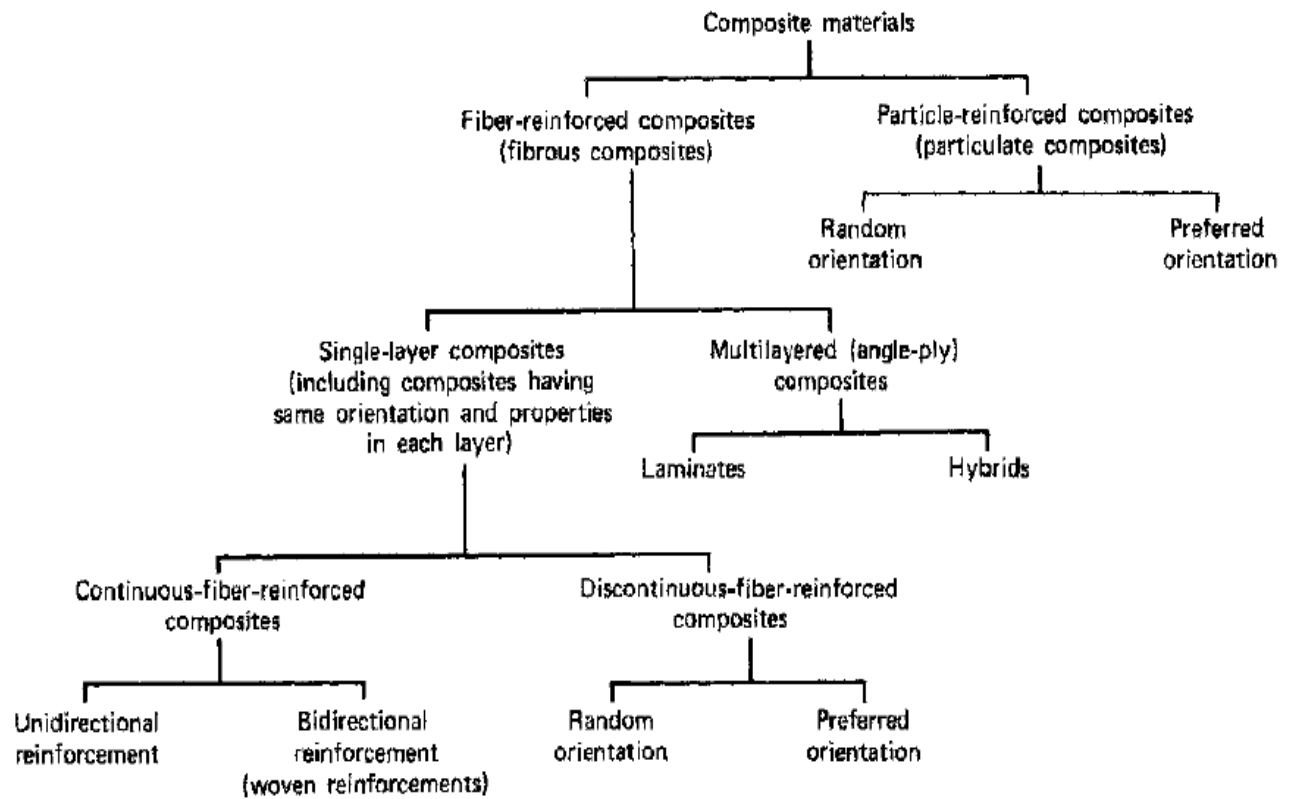 Composite materials
Fiber-reinforced composites
(fibrous composites)
Particle-reinforced composites
(particulate composites)
Random
orientation
Preferred
orientation
Single-layer composites
(including composites having
same orientation and properties
in each layer)
Multilayered (angle-ply)
composites
Laminates
Hybrids
Continuous-fiber-reinforced
composites
Discontinuous-fiber-reinforced
composites
Unidirectional
reinforcement
Bidirectional
reinforcement
(woven reinforcements)
Random
orientation
Preferred
orientation